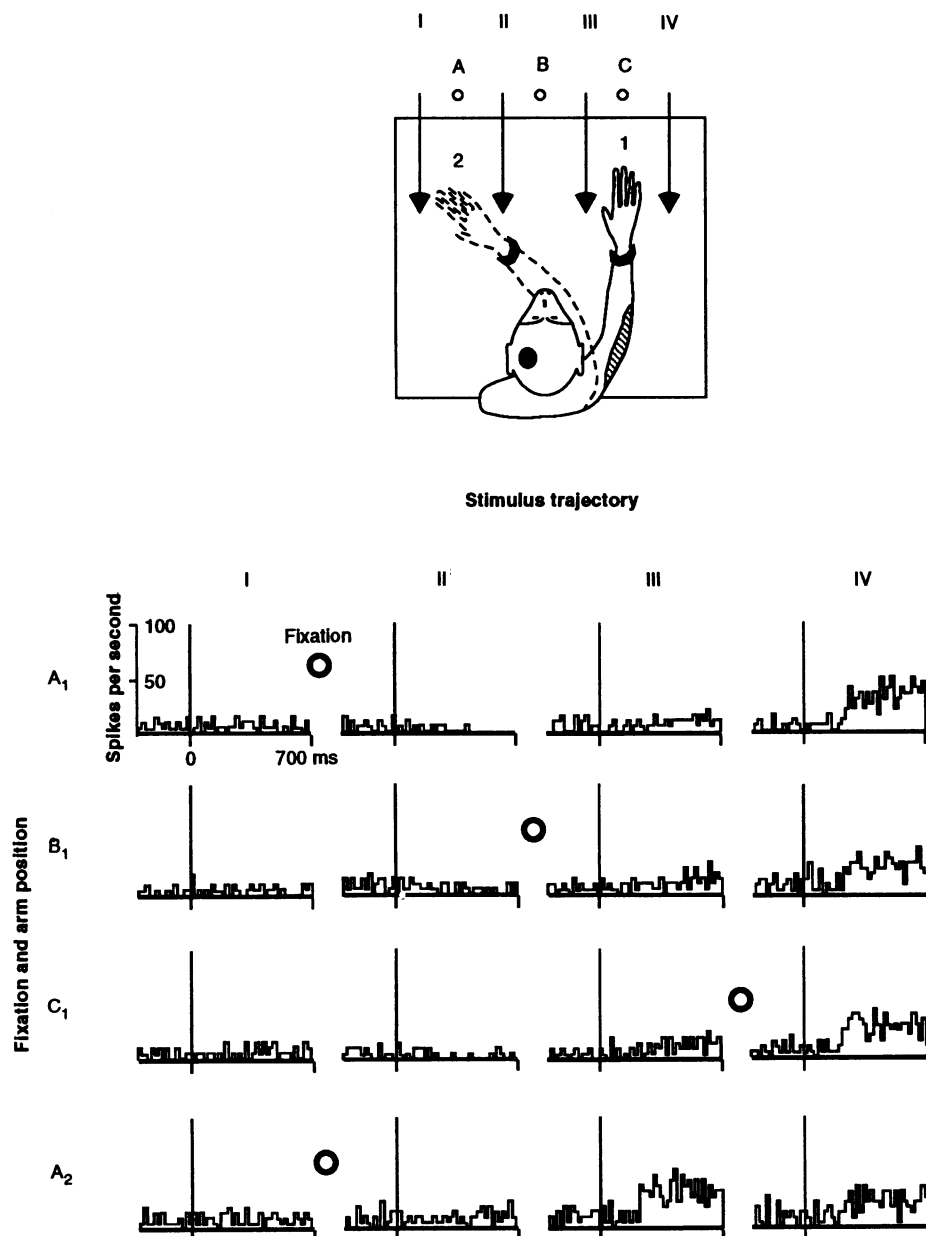 I II III IV
A B C
2 1
Stimulus trajectory
I II III IV
Spikes per second
100
50
Fixation
0 700 ms
Fixation and arm position
A1
B1
C1
A2